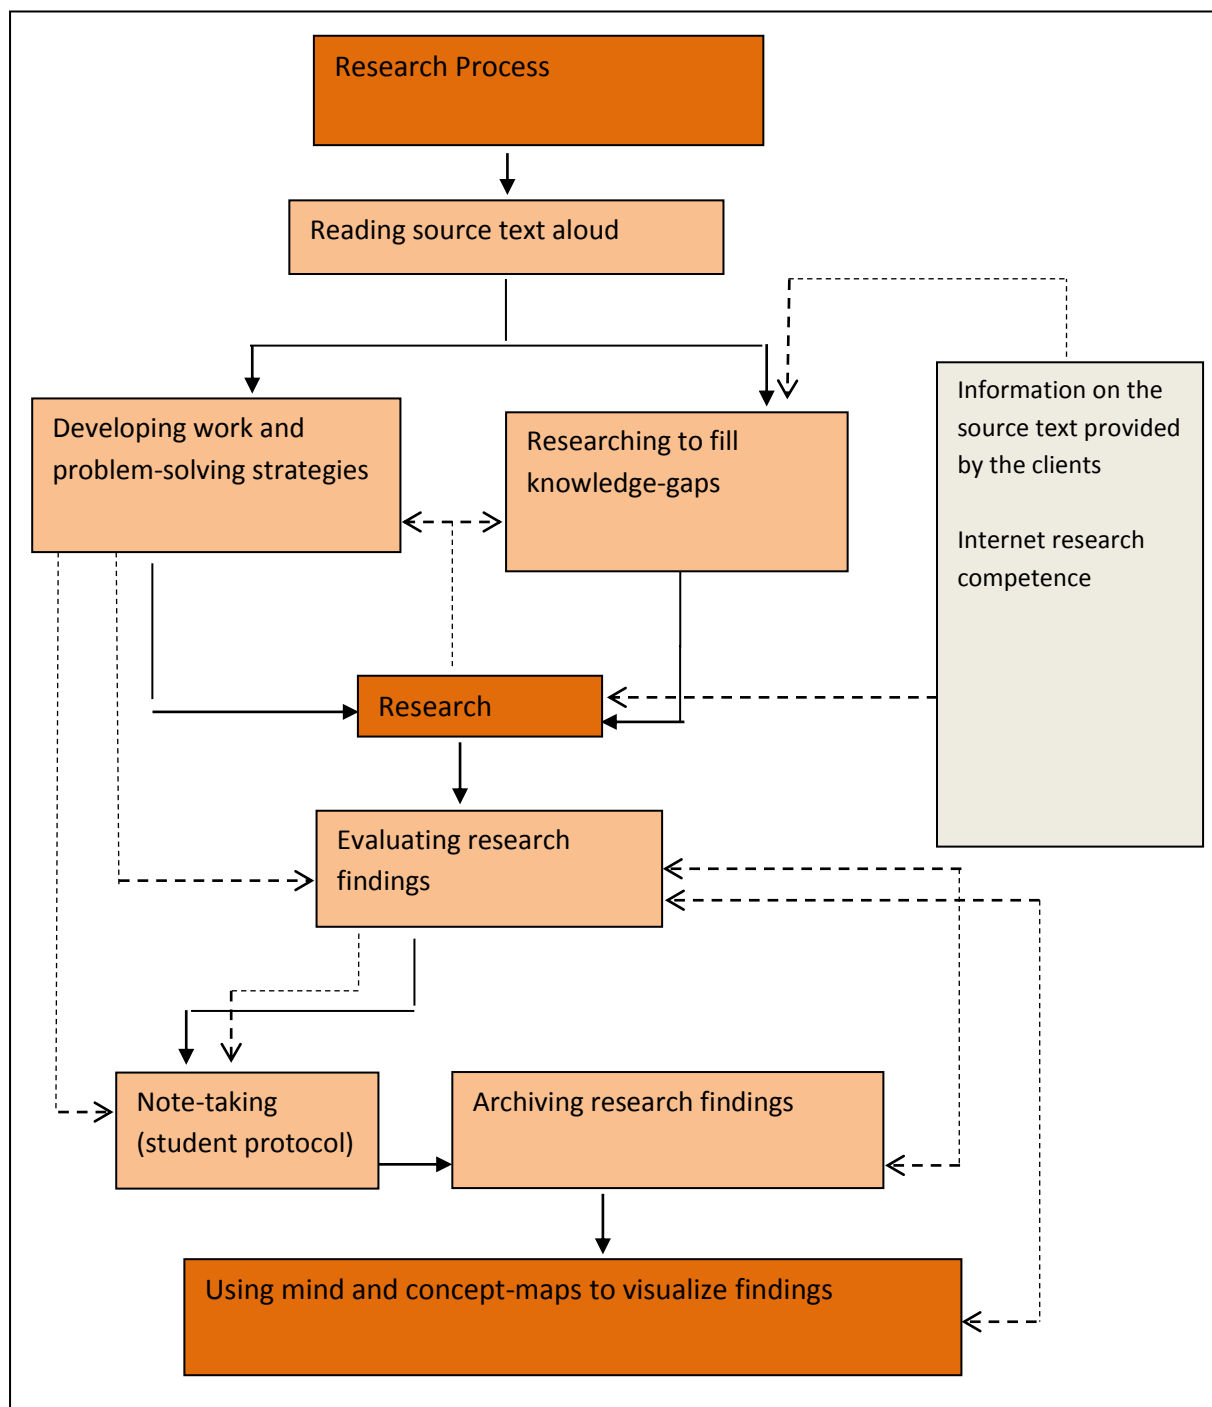 Research Process
Reading source text aloud
Developing work and
problem-solving strategies
Researching to fill
knowledge-gaps
Information on the
source text provided
by the clients
Internet research
competence
Research
Evaluating research
findings
Note-taking
(student protocol)
Archiving research findings
Using mind and concept-maps to visualize findings